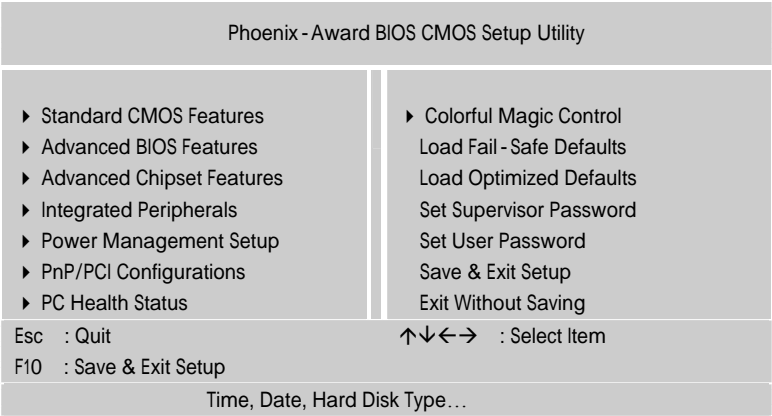 Phoenix - Award BIOS CMOS Setup Utility
▶ Standard CMOS Features
▶ Advanced BIOS Features
▶ Advanced Chipset Features
▶ Integrated Peripherals
▶ Power Management Setup
▶ PnP/PCI Configurations
▶ PC Health Status
▶ Colorful Magic Control
Load Fail - Safe Defaults
Load Optimized Defaults
Set Supervisor Password
Set User Password
Save & Exit Setup
Exit Without Saving
Esc : Quit
↑↓←→ : Select Item
F10 : Save & Exit Setup
Time, Date, Hard Disk Type…